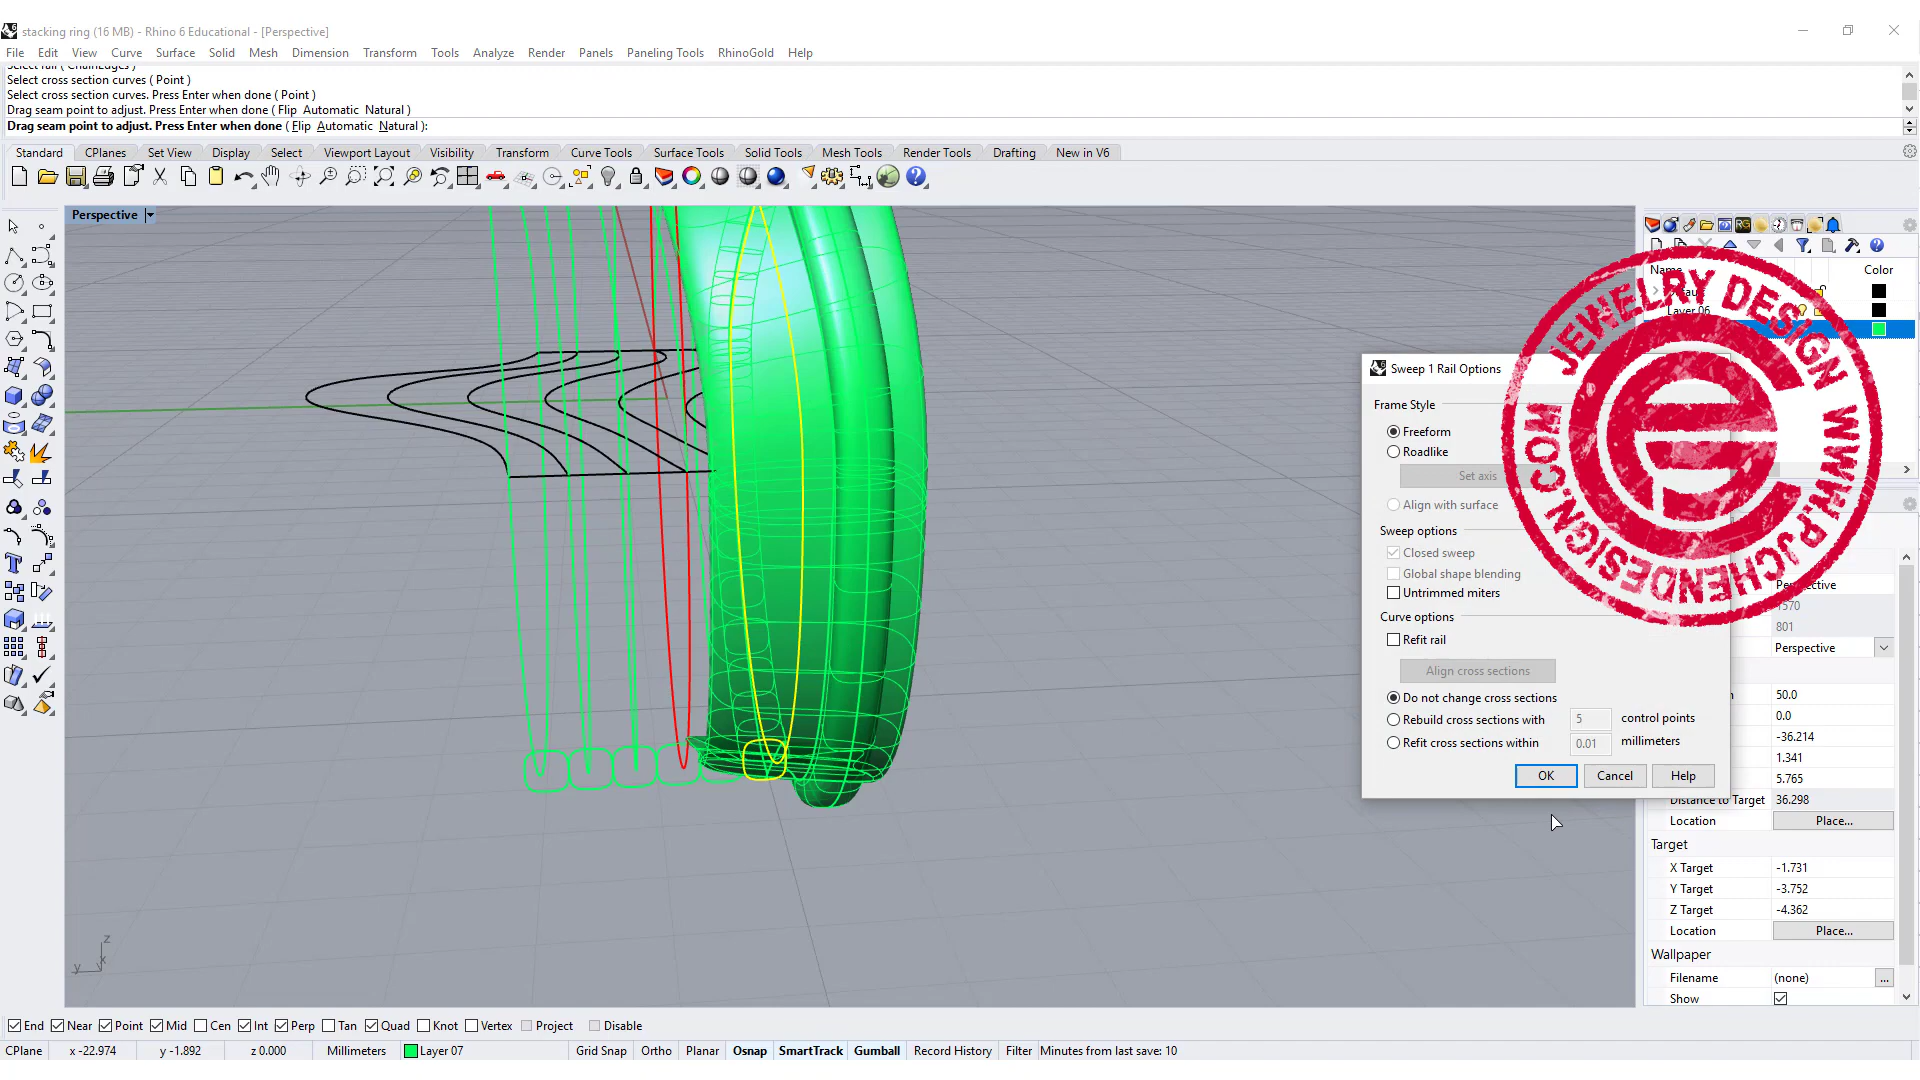 stacking ring (16 MB) - Rhino 6 Educational - [Perspective]
File Edit View Curve Surface Solid Mesh Dimension Transform Tools Analyze Render Panels Paneling Tools RhinoGold Help
Select rail ( ChainEdges )
Select cross section curves ( Point )
Select cross section curves. Press Enter when done ( Point )
Drag seam point to adjust. Press Enter when done ( Flip Automatic Natural )
Drag seam point to adjust. Press Enter when done ( Flip Automatic Natural ):
Standard CPlanes Set View Display Select Viewport Layout Visibility Transform Curve Tools Surface Tools Solid Tools Mesh Tools Render Tools Drafting New in V6
Perspective
Name Color
Layer 06
JEWELRY DESIGN WWW.PJCHENDESIGN.COM
Sweep 1 Rail Options
Frame Style
Freeform
Roadlike
Set axis
Align with surface
Sweep options
Closed sweep
Global shape blending
Untrimmed miters
Curve options
Refit rail
Align cross sections
Do not change cross sections
Rebuild cross sections with 5 control points
Refit cross sections within 0.01 millimeters
OK Cancel Help
Perspective
1570
801
Perspective
50.0
0.0
-36.214
1.341
5.765
Distance to Target 36.298
Location Place...
Target
X Target -1.731
Y Target -3.752
Z Target -4.362
Location Place...
Wallpaper
Filename (none) ...
Show
z
y x
End Near Point Mid Cen Int Perp Tan Quad Knot Vertex Project Disable
CPlane x -22.974 y -1.892 z 0.000 Millimeters Layer 07 Grid Snap Ortho Planar Osnap SmartTrack Gumball Record History Filter Minutes from last save: 10